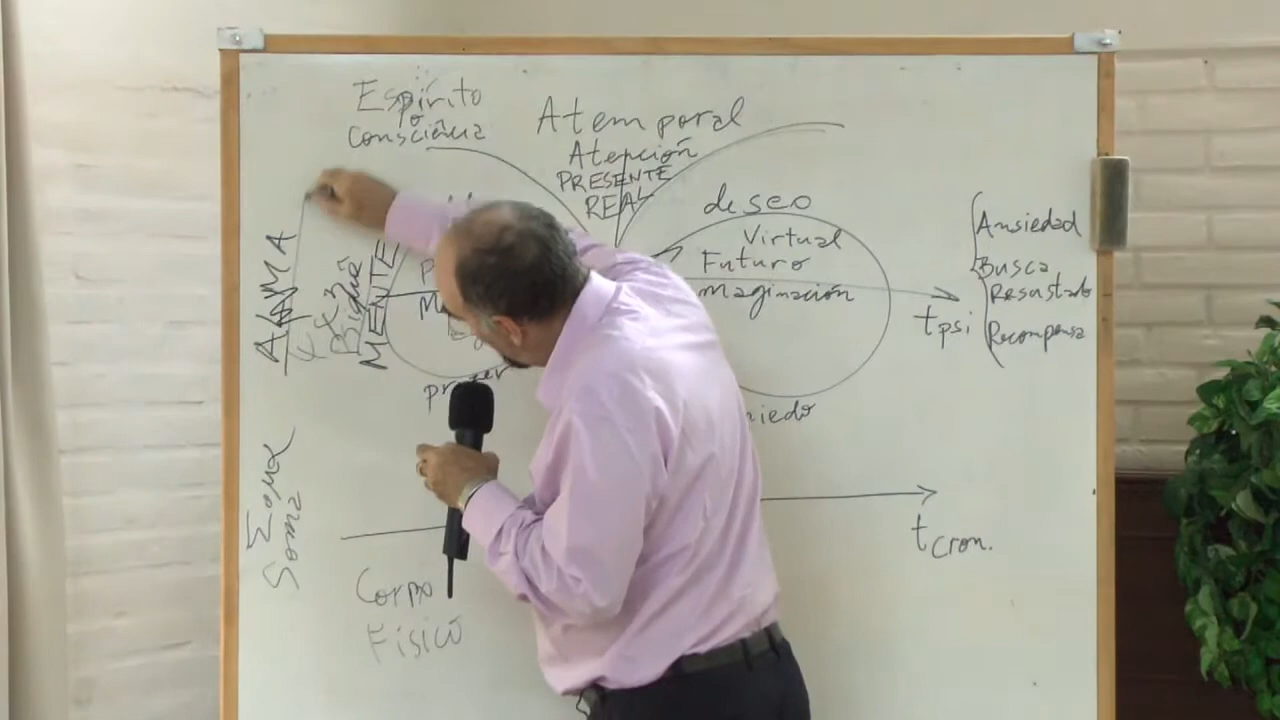 Espírito
o
Consciência
Atemporal
Atención
PRESENTE
REAL
deseo
Virtual
Futuro
Imaginación
tpsi
miedo
Ansiedad
Busca
Resultado
Recompensa
ALMA
MENTE
placer
Soma
tcron.
Corpo
Físico